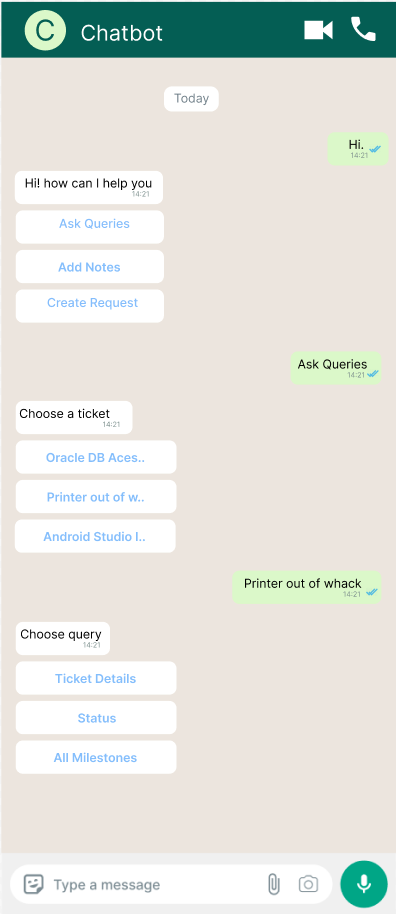 C
Chatbot
Today
Hi.
14:21
Hi! how can I help you
14:21
Ask Queries
Add Notes
Create Request
Ask Queries
14:21
Choose a ticket
14:21
Oracle DB Aces..
Printer out of w..
Android Studio I..
Printer out of whack
14:21
Choose query
14:21
Ticket Details
Status
All Milestones
Type a message